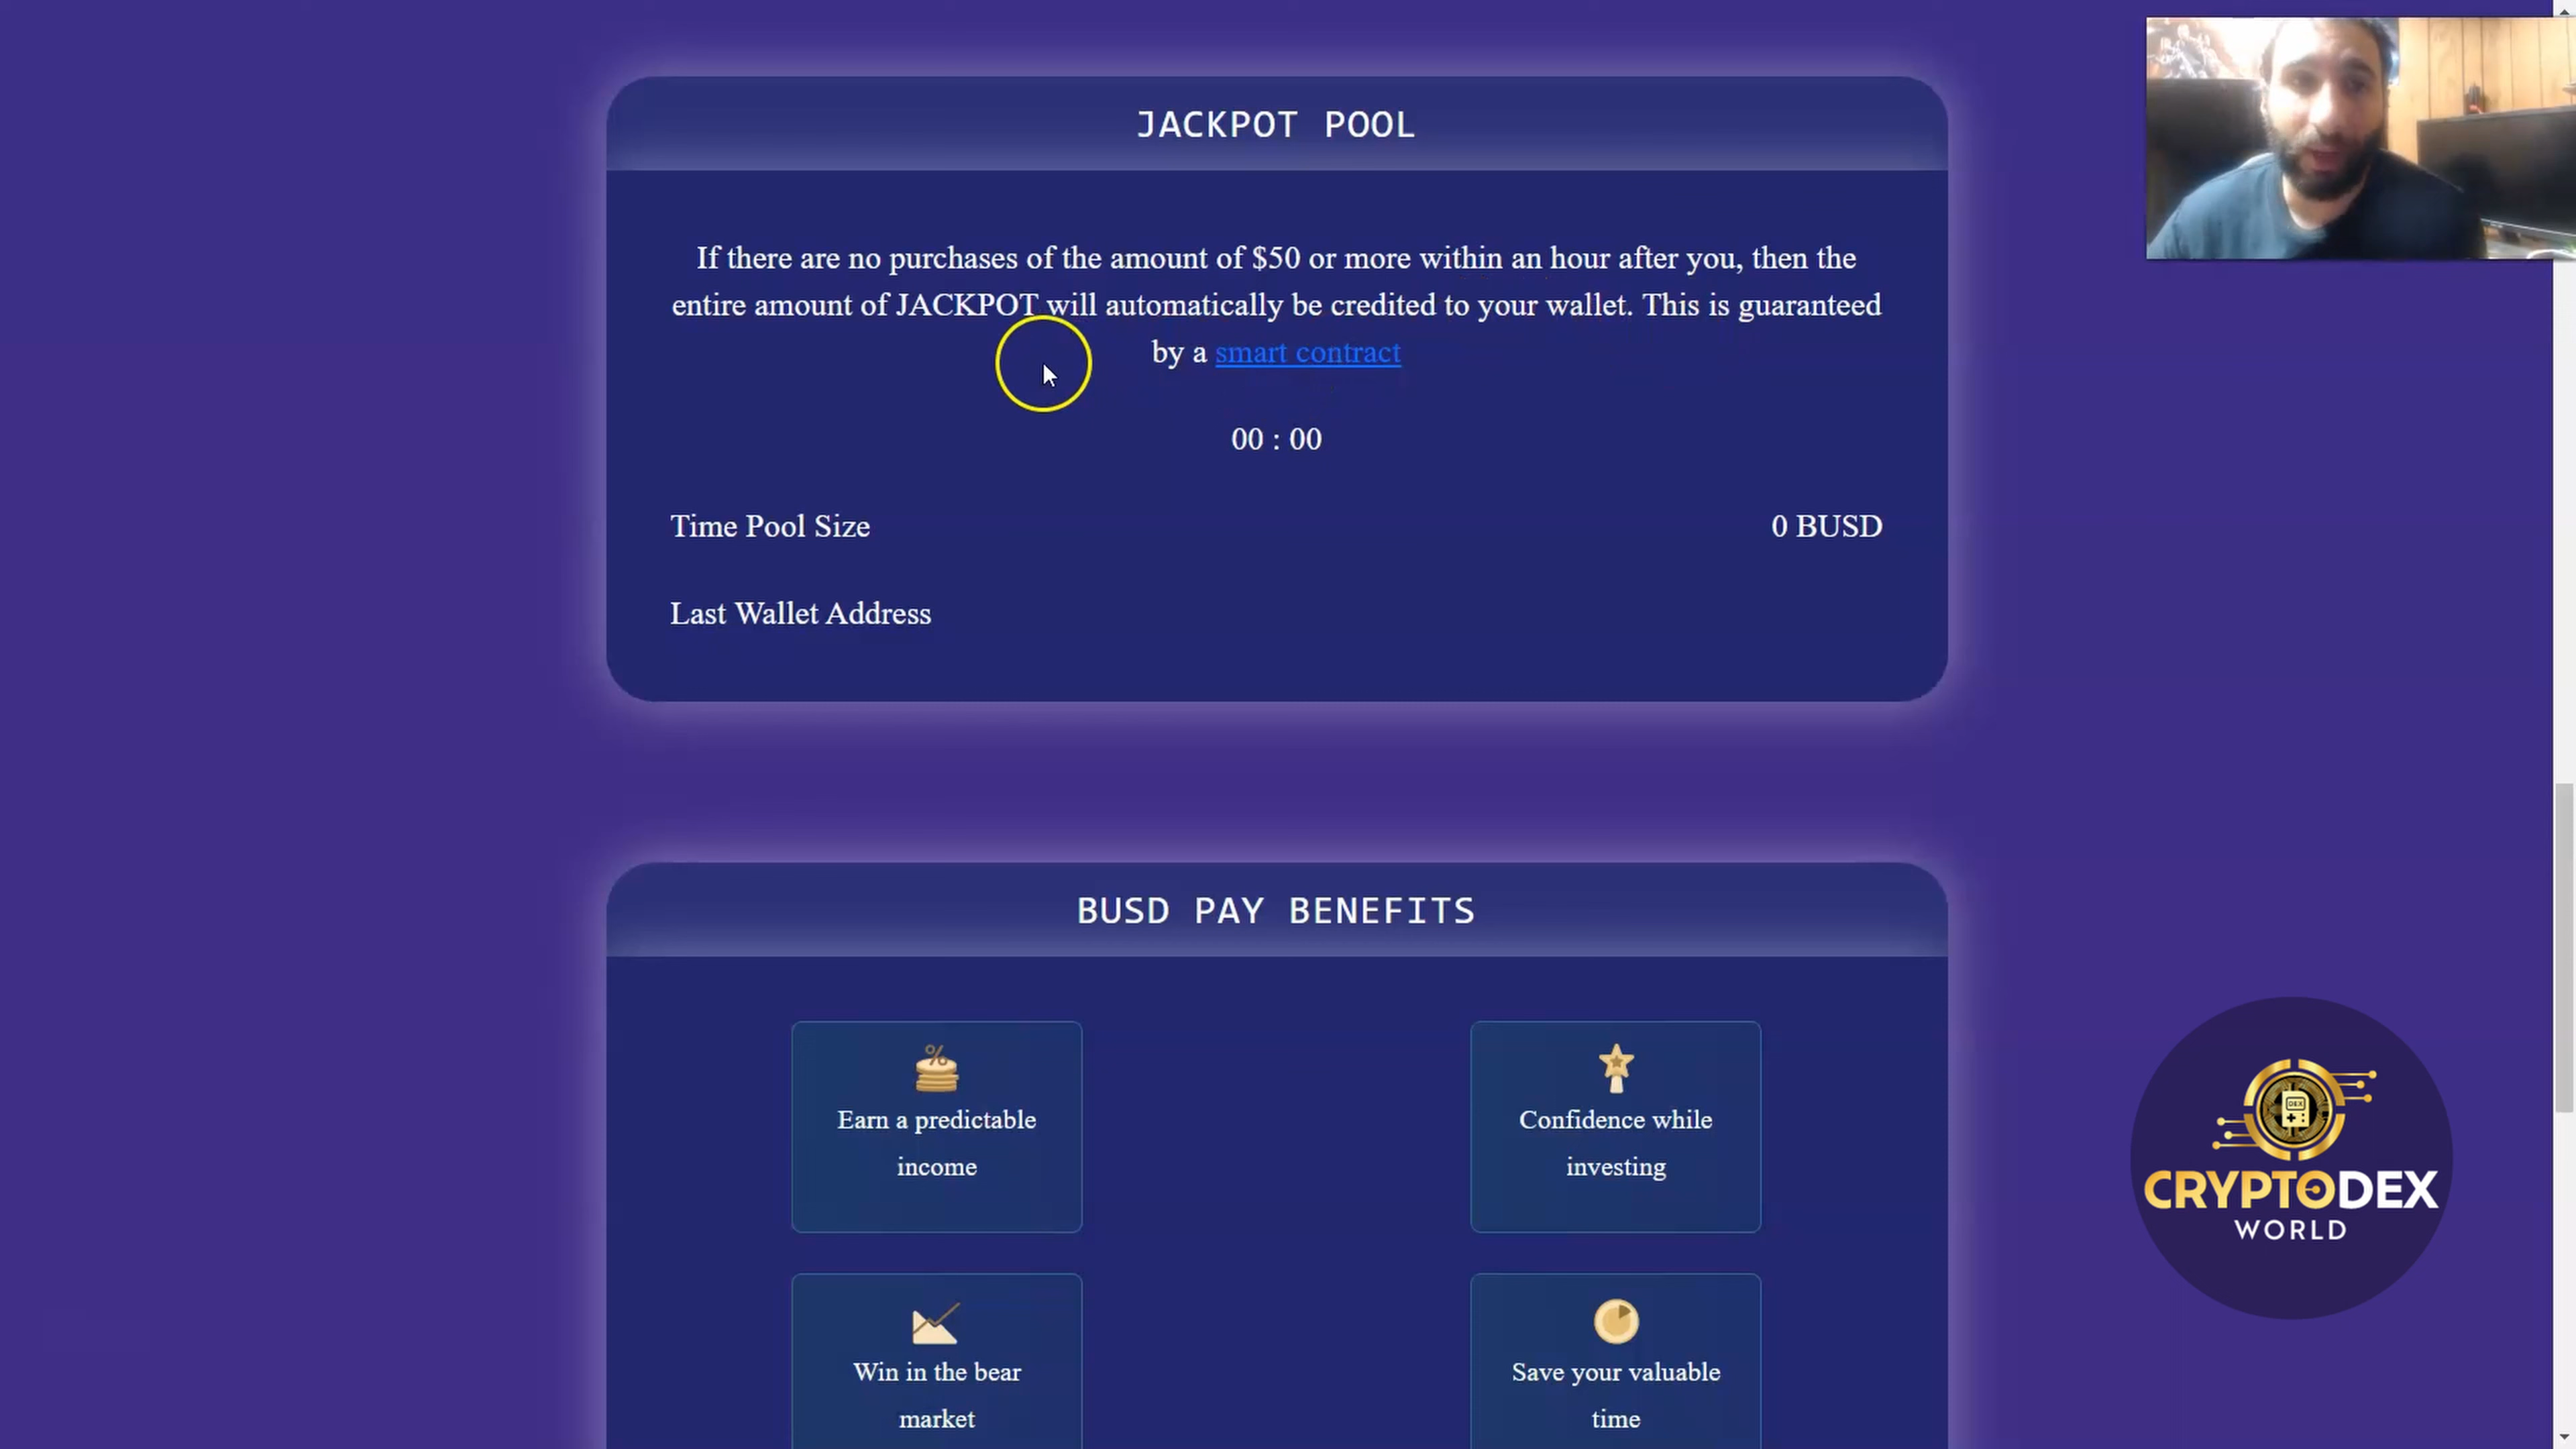 JACKPOT POOL
If there are no purchases of the amount of $50 or more within an hour after you, then the
entire amount of JACKPOT will automatically be credited to your wallet. This is guaranteed
by a smart contract
00 : 00
Time Pool Size 0 BUSD
Last Wallet Address
BUSD PAY BENEFITS
Earn a predictable
income
Confidence while
investing
Win in the bear
market
Save your valuable
time
DEX
CRYPTODEX
WORLD